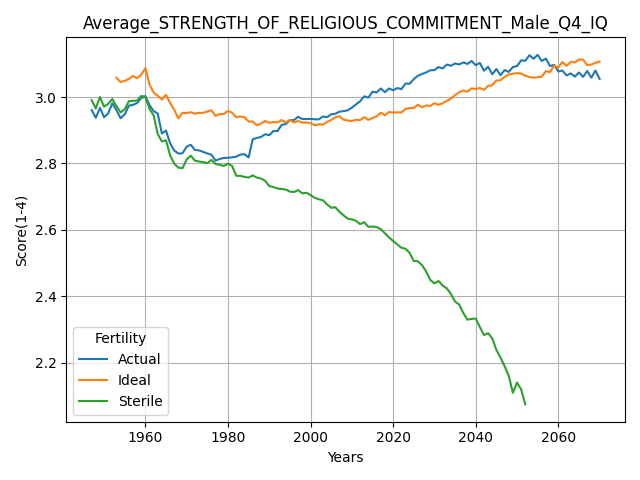 Average_STRENGTH_OF_RELIGIOUS_COMMITMENT_Male_Q4_IQ
Score(1-4)
3.0
2.8
2.6
2.4
2.2
Fertility
Actual
Ideal
Sterile
1960 1980 2000 2020 2040 2060
Years